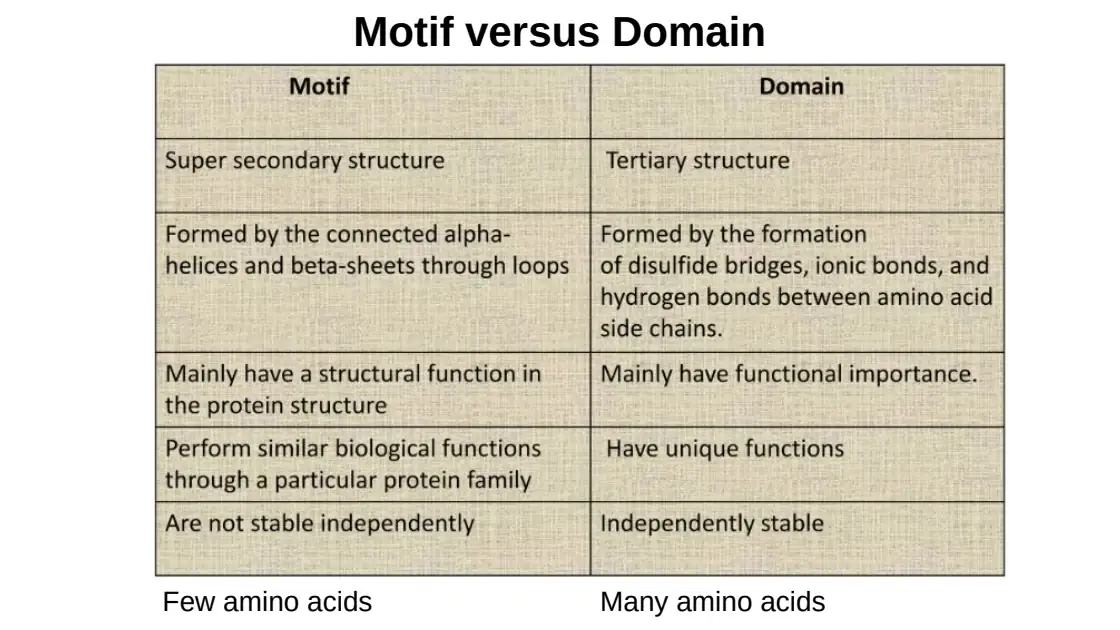 Motif versus Domain
Motif
Domain
Super secondary structure
Tertiary structure
Formed by the connected alpha-
helices and beta-sheets through loops
Formed by the formation
of disulfide bridges, ionic bonds, and
hydrogen bonds between amino acid
side chains.
Mainly have a structural function in
the protein structure
Mainly have functional importance.
Perform similar biological functions
through a particular protein family
Have unique functions
Are not stable independently
Independently stable
Few amino acids
Many amino acids